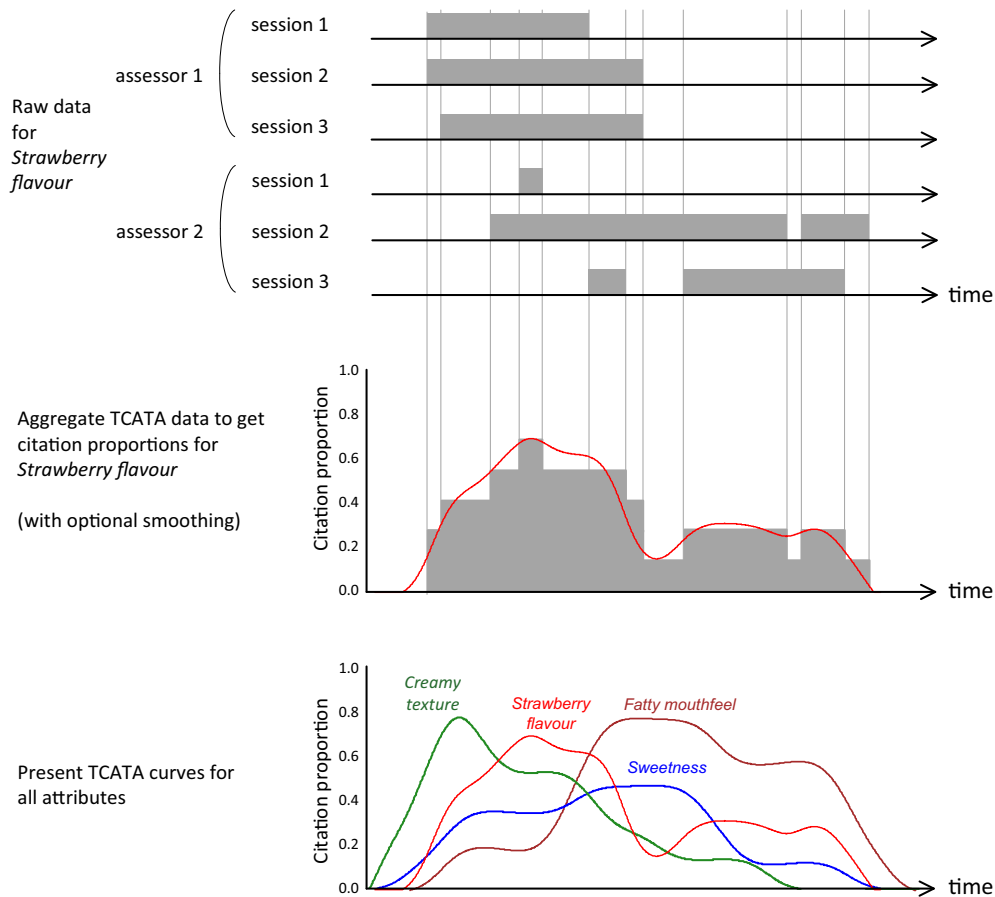 Raw data
for
Strawberry
flavour
assessor 1
session 1
session 2
session 3
assessor 2
session 1
session 2
session 3
time
Aggregate TCATA data to get
citation proportions for
Strawberry flavour
(with optional smoothing)
Citation proportion
1.0
0.8
0.6
0.4
0.2
0.0
time
Present TCATA curves for
all attributes
Citation proportion
1.0
0.8
0.6
0.4
0.2
0.0
Creamy
texture
Strawberry
flavour
Fatty mouthfeel
Sweetness
time